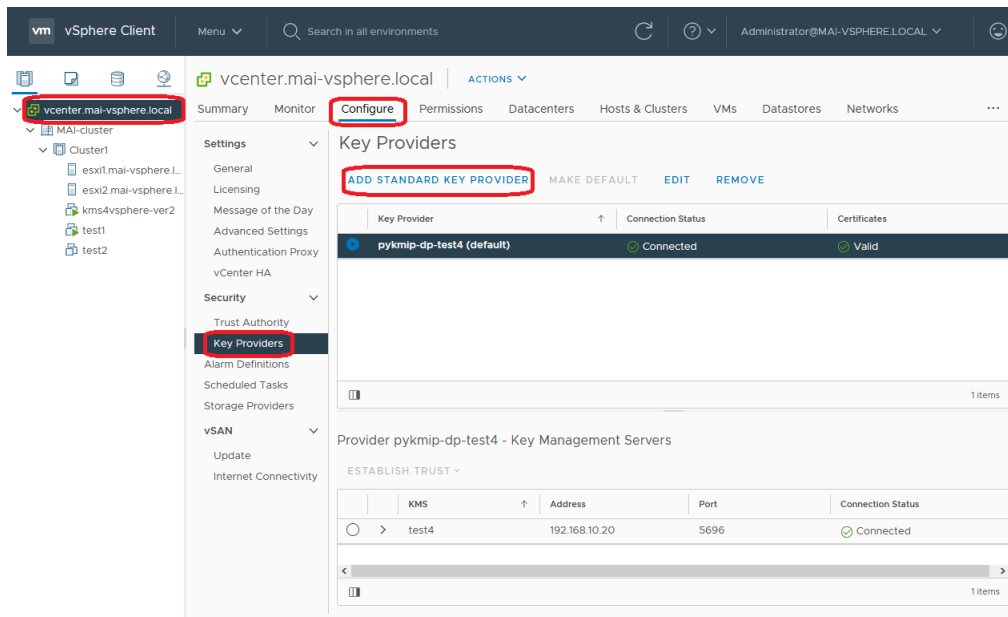 vm vSphere Client Menu Search in all environments Administrator@MAI-VSPHERE.LOCAL
vcenter.mai-vsphere.local
MAI-cluster
Cluster1
esxi1.mai-vsphere.l...
esxi2.mai-vsphere.l...
kms4vsphere-ver2
test1
test2
vcenter.mai-vsphere.local ACTIONS
Summary Monitor Configure Permissions Datacenters Hosts & Clusters VMs Datastores Networks ...
Settings
General
Licensing
Message of the Day
Advanced Settings
Authentication Proxy
vCenter HA
Security
Trust Authority
Key Providers
Alarm Definitions
Scheduled Tasks
Storage Providers
vSAN
Update
Internet Connectivity
Key Providers
ADD STANDARD KEY PROVIDER MAKE DEFAULT EDIT REMOVE
Key Provider Connection Status Certificates
pykmip-dp-test4 (default) Connected Valid
1 items
Provider pykmip-dp-test4 - Key Management Servers
ESTABLISH TRUST
KMS Address Port Connection Status
test4 192.168.10.20 5696 Connected
1 items